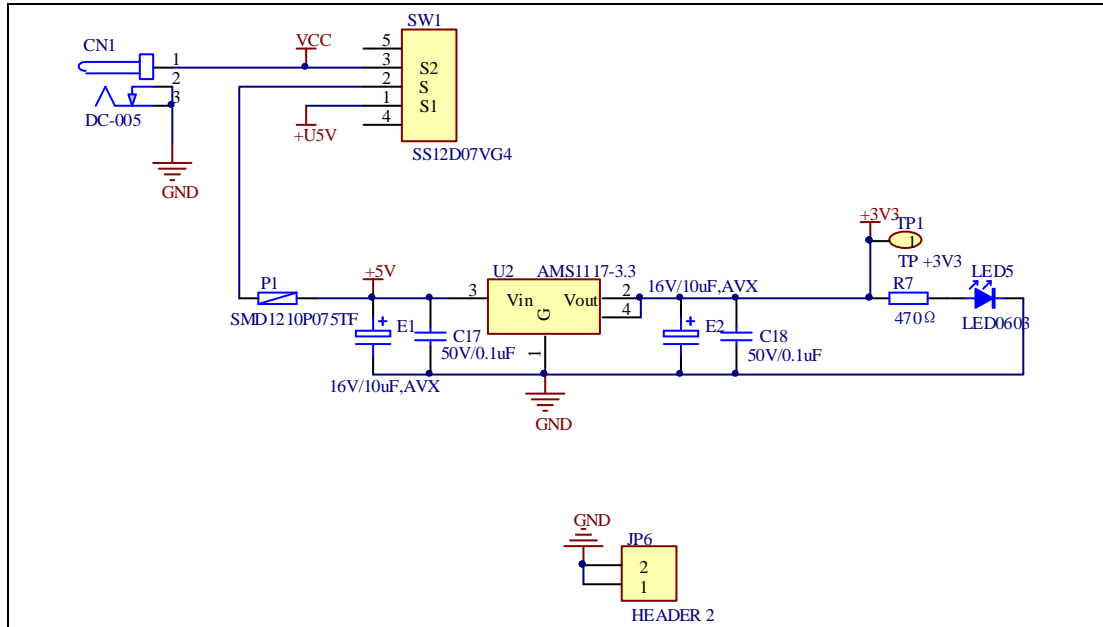 SW1
CN1
VCC
5
1
3
S2
2
2
S
3
1
S1
DC-005
+U5V
4
SS12D07VG4
GND
+3V3
TP1
1
TP +3V3
P1
+5V
U2
AMS1117-3.3
LED5
R7
3
Vin
Vout
2
16V/10uF,AVX
4
G
SMD1210P075TF
470Ω
LED0603
E1
C17
50V/0.1uF
1
E2
C18
50V/0.1uF
16V/10uF,AVX
GND
GND
JP6
2
1
HEADER 2